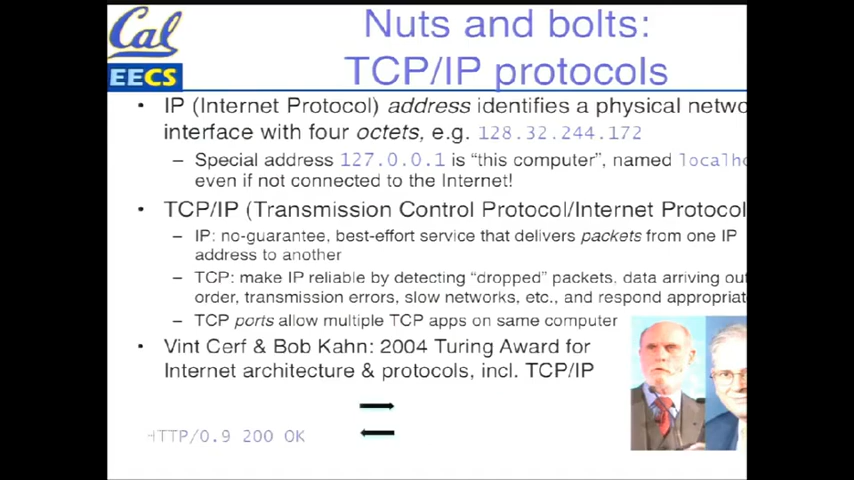 Cal
EECS
Nuts and bolts:
TCP/IP protocols
• IP (Internet Protocol) address identifies a physical netwo
interface with four octets, e.g. 128.32.244.172
– Special address 127.0.0.1 is “this computer”, named localho
even if not connected to the Internet!
• TCP/IP (Transmission Control Protocol/Internet Protocol
– IP: no-guarantee, best-effort service that delivers packets from one IP
address to another
– TCP: make IP reliable by detecting “dropped” packets, data arriving out
order, transmission errors, slow networks, etc., and respond appropriate
– TCP ports allow multiple TCP apps on same computer
• Vint Cerf & Bob Kahn: 2004 Turing Award for
Internet architecture & protocols, incl. TCP/IP
HTTP/0.9 200 OK